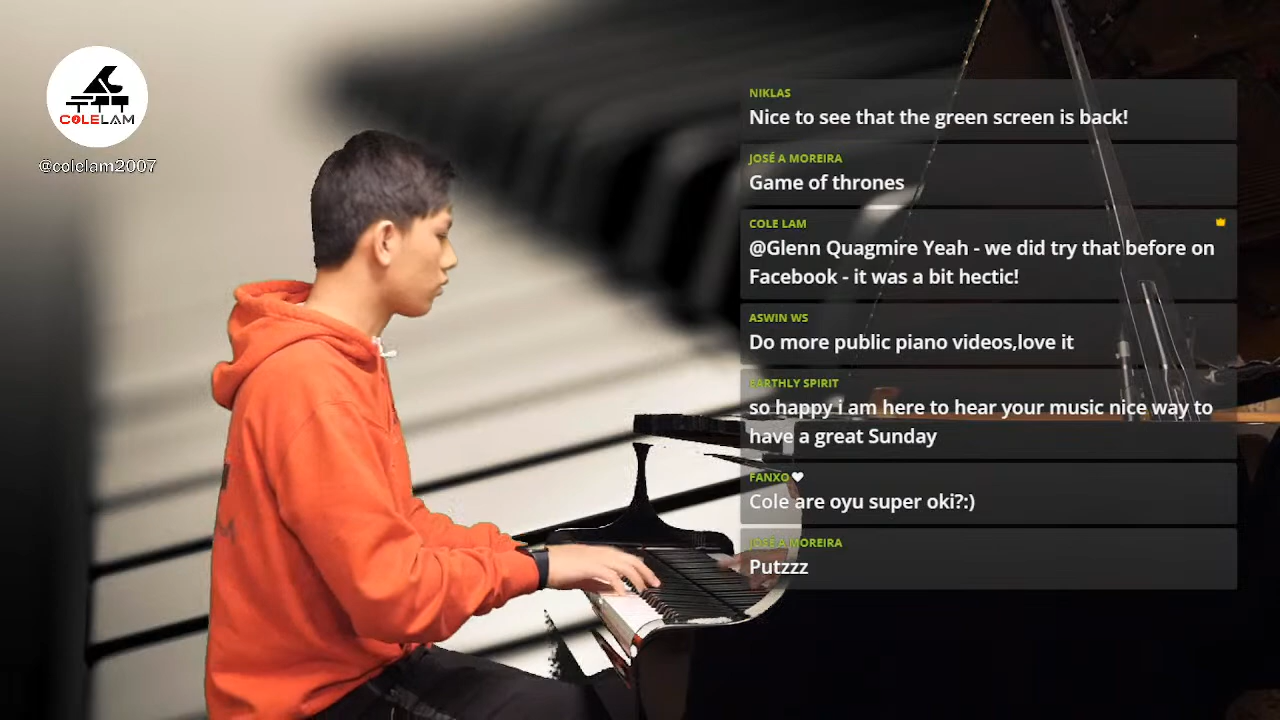 COLELAM
@colelam2007
NIKLAS
Nice to see that the green screen is back!
JOSÉ A MOREIRA
Game of thrones
COLE LAM
@Glenn Quagmire Yeah - we did try that before on
Facebook - it was a bit hectic!
ASWIN WS
Do more public piano videos,love it
EARTHLY SPIRIT
so happy i am here to hear your music nice way to
have a great Sunday
FANXO🤍
Cole are oyu super oki?:)
JOSÉ A MOREIRA
Putzzz